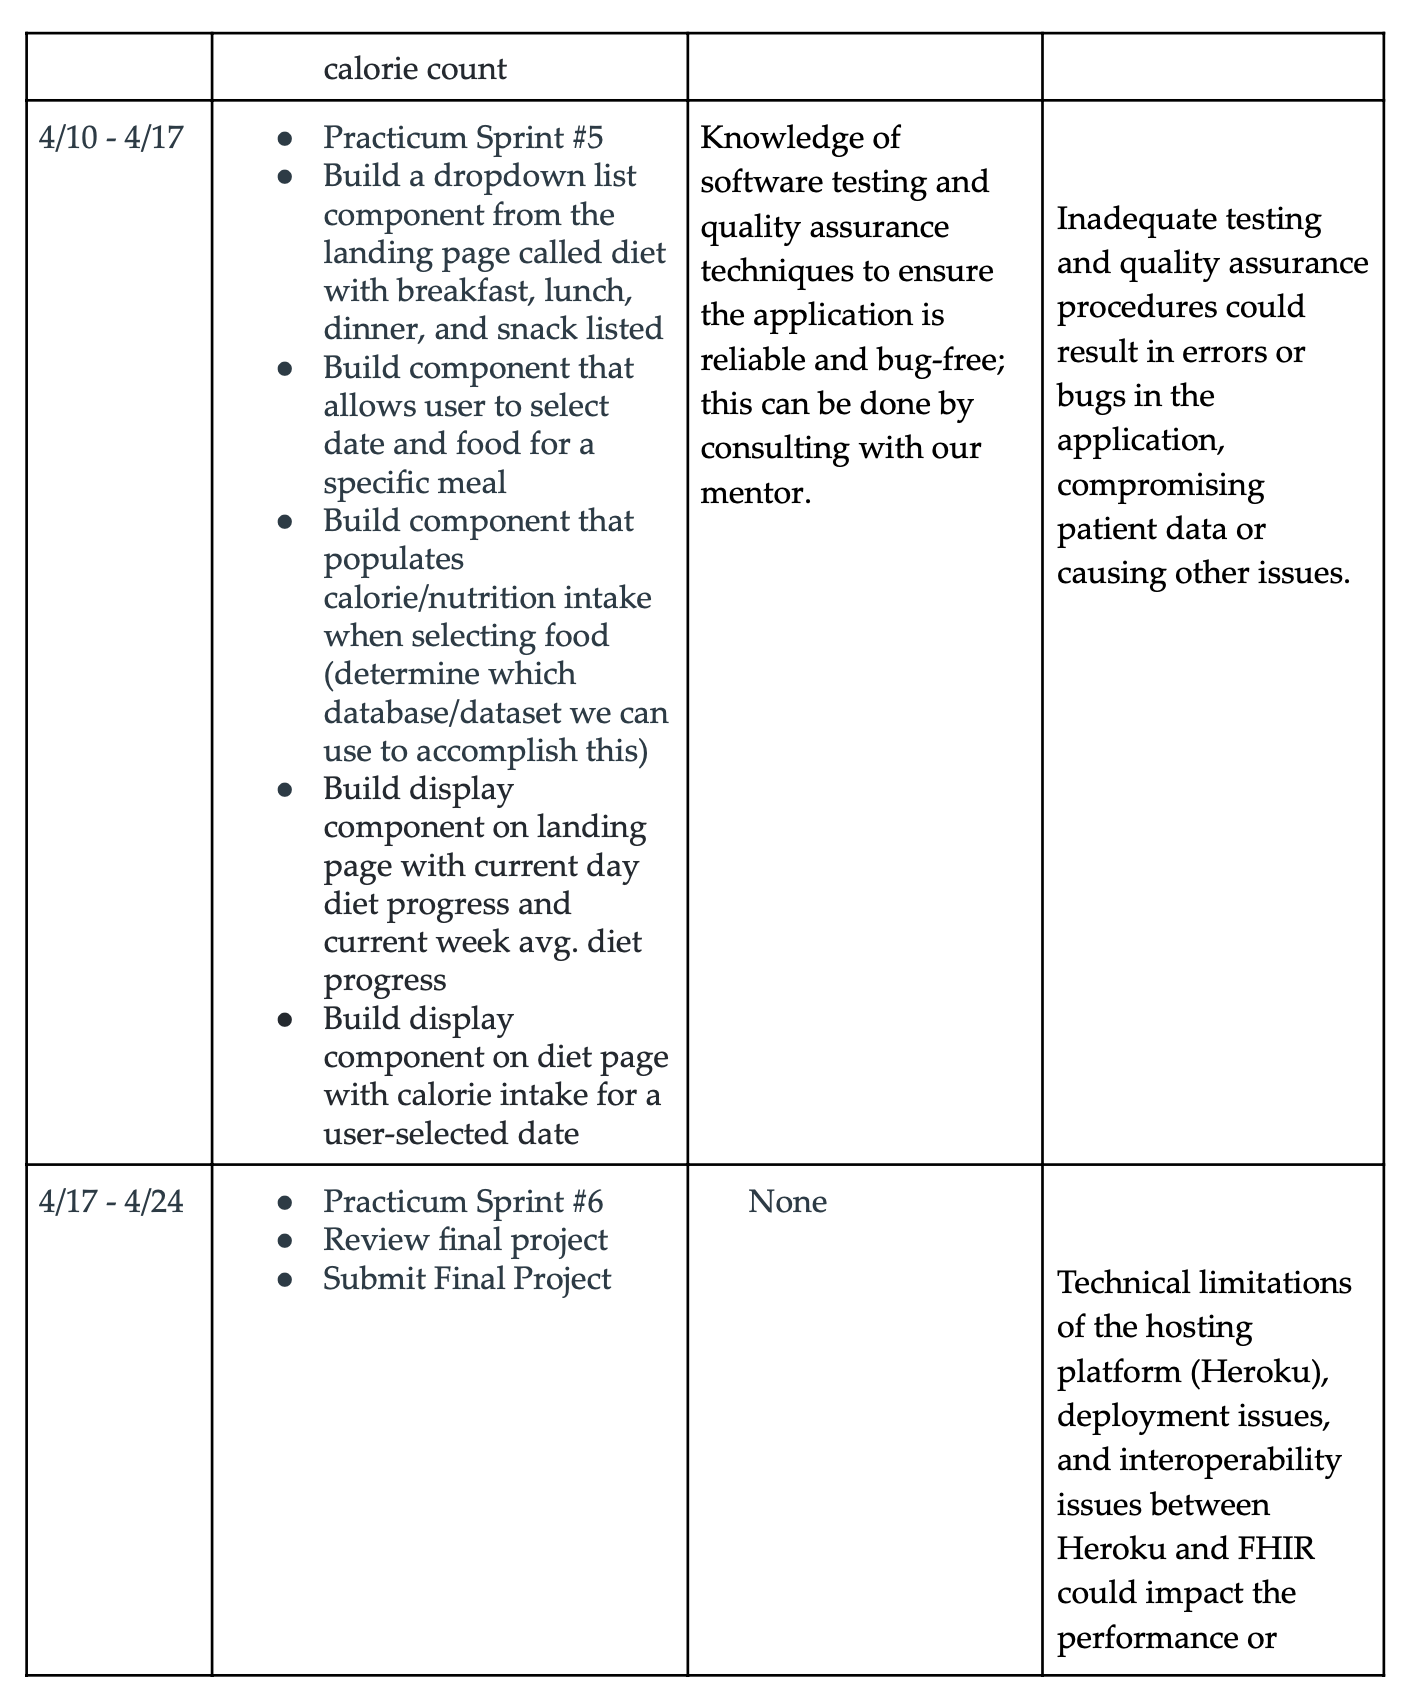 calorie count
4/10 - 4/17
● Practicum Sprint #5
● Build a dropdown list
component from the
landing page called diet
with breakfast, lunch,
dinner, and snack listed
● Build component that
allows user to select
date and food for a
specific meal
● Build component that
populates
calorie/nutrition intake
when selecting food
(determine which
database/dataset we can
use to accomplish this)
● Build display
component on landing
page with current day
diet progress and
current week avg. diet
progress
● Build display
component on diet page
with calorie intake for a
user-selected date
Knowledge of
software testing and
quality assurance
techniques to ensure
the application is
reliable and bug-free;
this can be done by
consulting with our
mentor.
Inadequate testing
and quality assurance
procedures could
result in errors or
bugs in the
application,
compromising
patient data or
causing other issues.
4/17 - 4/24
● Practicum Sprint #6
● Review final project
● Submit Final Project
None
Technical limitations
of the hosting
platform (Heroku),
deployment issues,
and interoperability
issues between
Heroku and FHIR
could impact the
performance or